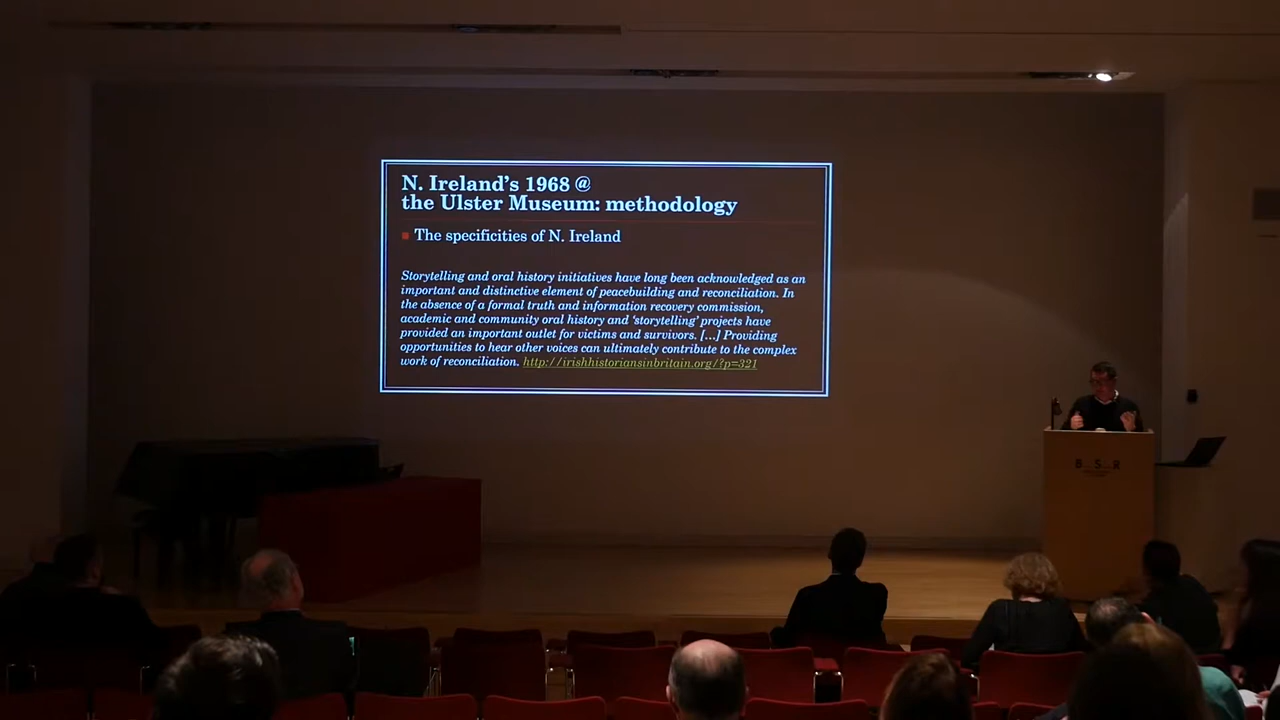 N. Ireland's 1968 @
the Ulster Museum: methodology
The specificities of N. Ireland
Storytelling and oral history initiatives have long been acknowledged as an
important and distinctive element of peacebuilding and reconciliation. In
the absence of a formal truth and information recovery commission,
academic and community oral history and 'storytelling' projects have
provided an important outlet for victims and survivors. [...] Providing
opportunities to hear other voices can ultimately contribute to the complex
work of reconciliation. http://irishhistoriansinbritain.org/?p=321
B S R